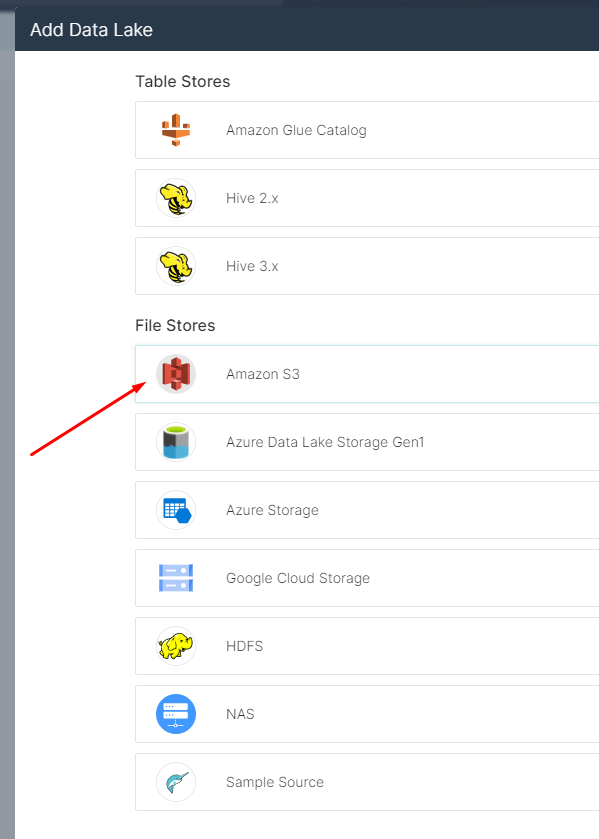 Add Data Lake
Table Stores
Amazon Glue Catalog
Hive 2.x
Hive 3.x
File Stores
Amazon S3
Azure Data Lake Storage Gen1
Azure Storage
Google Cloud Storage
HDFS
NAS
Sample Source